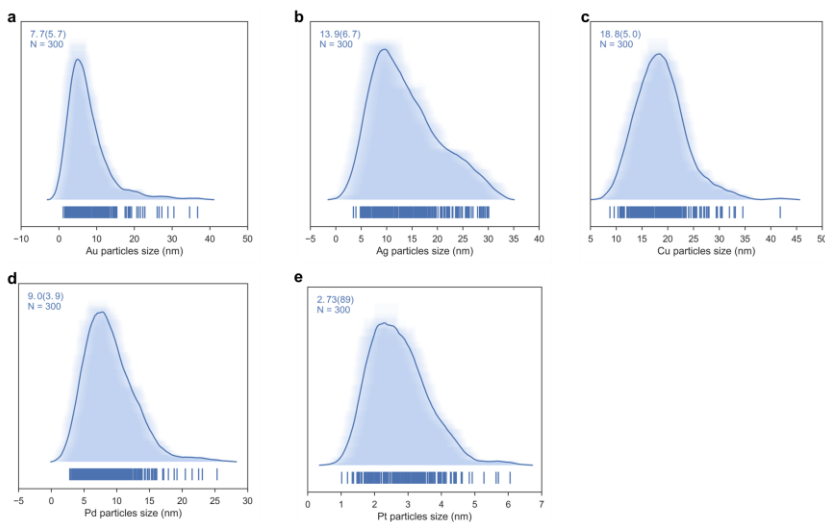 a
7.7(5.7)
N = 300
−10 0 10 20 30 40 50
Au particles size (nm)
b
13.9(6.7)
N = 300
−5 0 5 10 15 20 25 30 35 40
Ag particles size (nm)
c
18.8(5.0)
N = 300
5 10 15 20 25 30 35 40 45 50
Cu particles size (nm)
d
9.0(3.9)
N = 300
−5 0 5 10 15 20 25 30
Pd particles size (nm)
e
2.73(89)
N = 300
0 1 2 3 4 5 6 7
Pt particles size (nm)